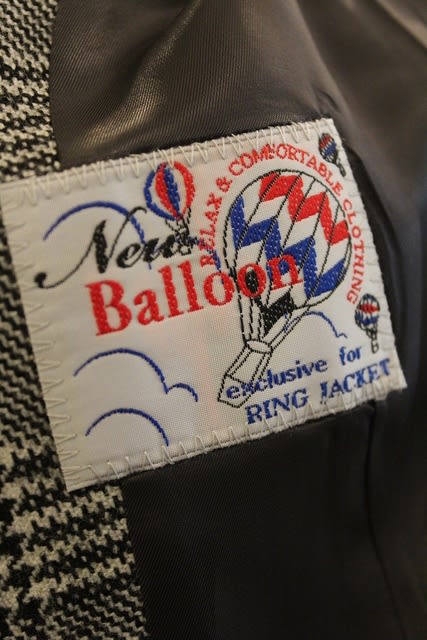 New
Balloon
RELAX & COMFORTABLE CLOTHING
exclusive for
RING JACKET